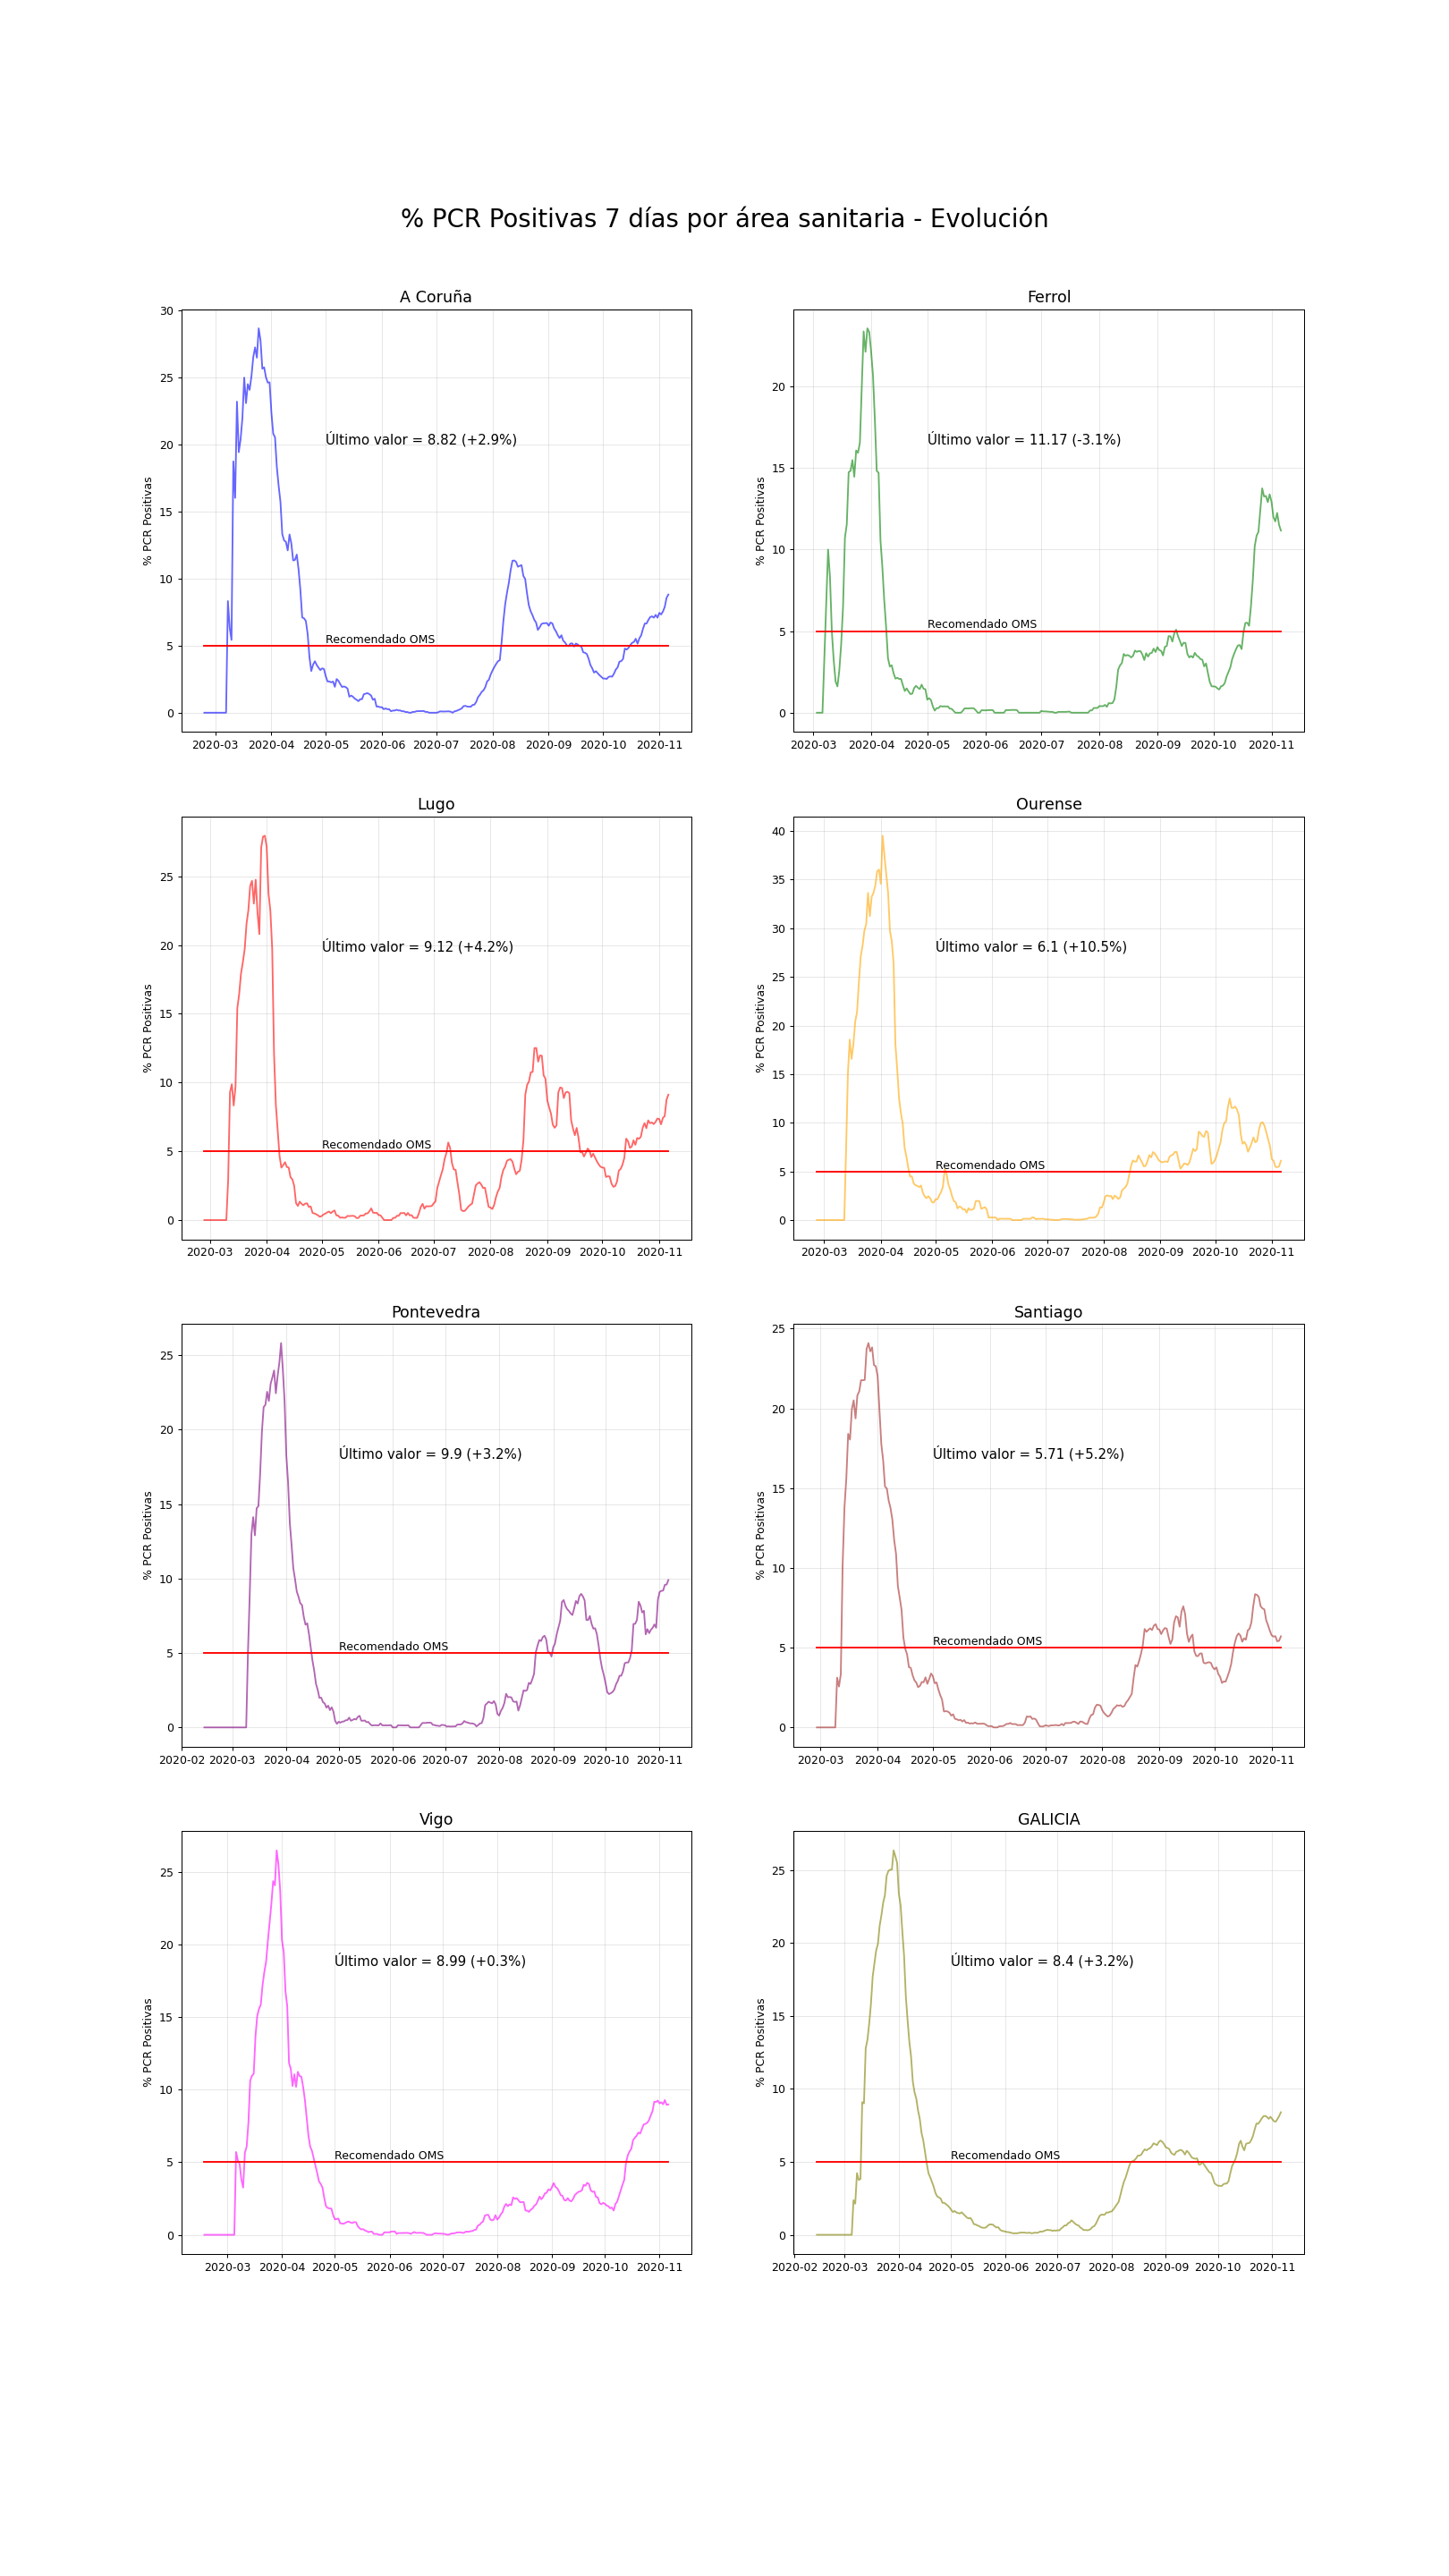 % PCR Positivas 7 días por área sanitaria - Evolución
A Coruña
30
25
20
15
10
5
0
% PCR Positivas
Último valor = 8.82 (+2.9%)
Recomendado OMS
2020-03 2020-04 2020-05 2020-06 2020-07 2020-08 2020-09 2020-10 2020-11
Ferrol
20
15
10
5
0
% PCR Positivas
Último valor = 11.17 (-3.1%)
Recomendado OMS
2020-03 2020-04 2020-05 2020-06 2020-07 2020-08 2020-09 2020-10 2020-11
Lugo
25
20
15
10
5
0
% PCR Positivas
Último valor = 9.12 (+4.2%)
Recomendado OMS
2020-03 2020-04 2020-05 2020-06 2020-07 2020-08 2020-09 2020-10 2020-11
Ourense
40
35
30
25
20
15
10
5
0
% PCR Positivas
Último valor = 6.1 (+10.5%)
Recomendado OMS
2020-03 2020-04 2020-05 2020-06 2020-07 2020-08 2020-09 2020-10 2020-11
Pontevedra
25
20
15
10
5
0
% PCR Positivas
Último valor = 9.9 (+3.2%)
Recomendado OMS
2020-02 2020-03 2020-04 2020-05 2020-06 2020-07 2020-08 2020-09 2020-10 2020-11
Santiago
25
20
15
10
5
0
% PCR Positivas
Último valor = 5.71 (+5.2%)
Recomendado OMS
2020-03 2020-04 2020-05 2020-06 2020-07 2020-08 2020-09 2020-10 2020-11
Vigo
25
20
15
10
5
0
% PCR Positivas
Último valor = 8.99 (+0.3%)
Recomendado OMS
2020-03 2020-04 2020-05 2020-06 2020-07 2020-08 2020-09 2020-10 2020-11
GALICIA
25
20
15
10
5
0
% PCR Positivas
Último valor = 8.4 (+3.2%)
Recomendado OMS
2020-02 2020-03 2020-04 2020-05 2020-06 2020-07 2020-08 2020-09 2020-10 2020-11